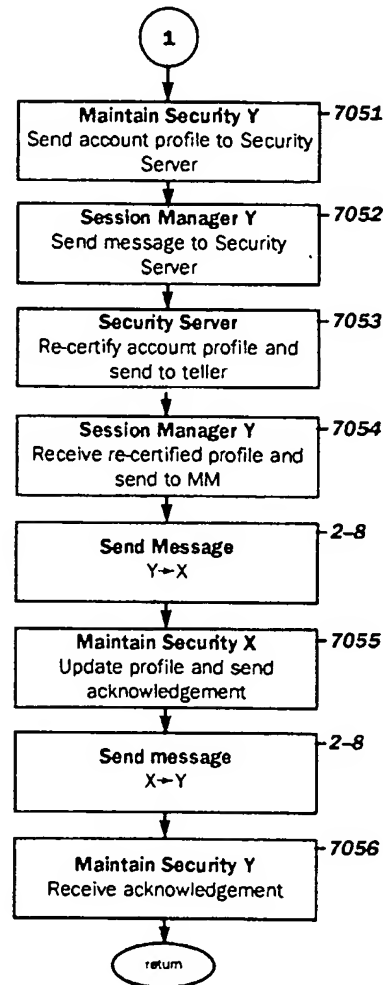 1
Maintain Security Y
7051
Send account profile to Security
Server
Session Manager Y
7052
Send message to Security
Server
Security Server
7053
Re-certify account profile and
send to teller
Session Manager Y
7054
Receive re-certified profile and
send to MM
2-8
Send Message
Y→X
Maintain Security X
7055
Update profile and send
acknowledgement
2-8
Send message
X→Y
Maintain Security Y
7056
Receive acknowledgement
return